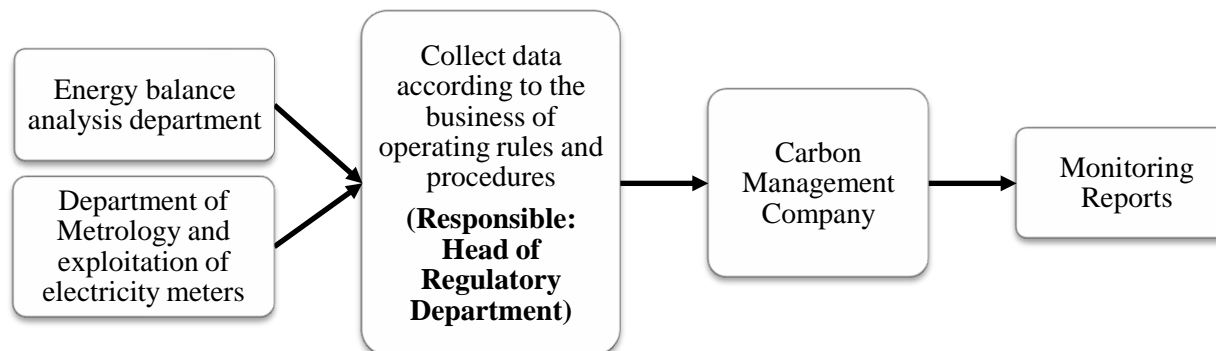 Energy balance
analysis department
Department of
Metrology and
exploitation of
electricity meters
Collect data
according to the
business of
operating rules and
procedures
(Responsible:
Head of
Regulatory
Department)
Carbon
Management
Company
Monitoring
Reports